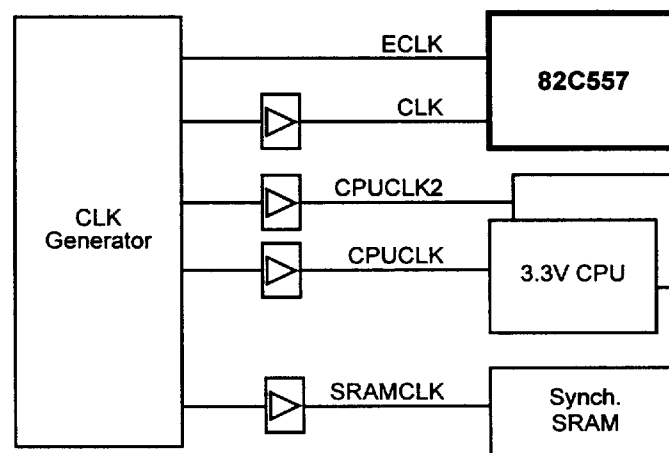 ECLK
82C557
CLK
CPUCLK2
CLK
Generator
CPUCLK
3.3V CPU
SRAMCLK
Synch.
SRAM